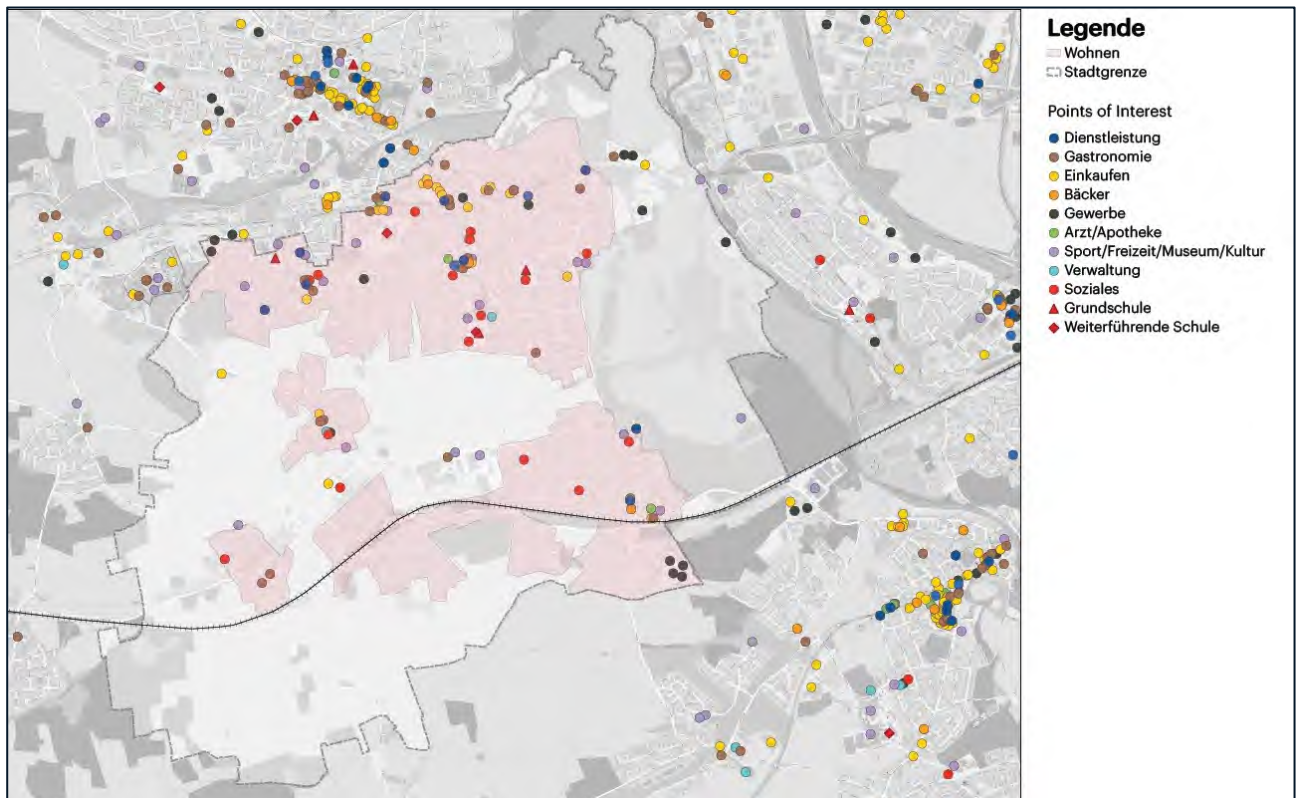 Legende
Wohnen
Stadtgrenze
Points of Interest
Dienstleistung
Gastronomie
Einkaufen
Bäcker
Gewerbe
Arzt/Apotheke
Sport/Freizeit/Museum/Kultur
Verwaltung
Soziales
Grundschule
Weiterführende Schule